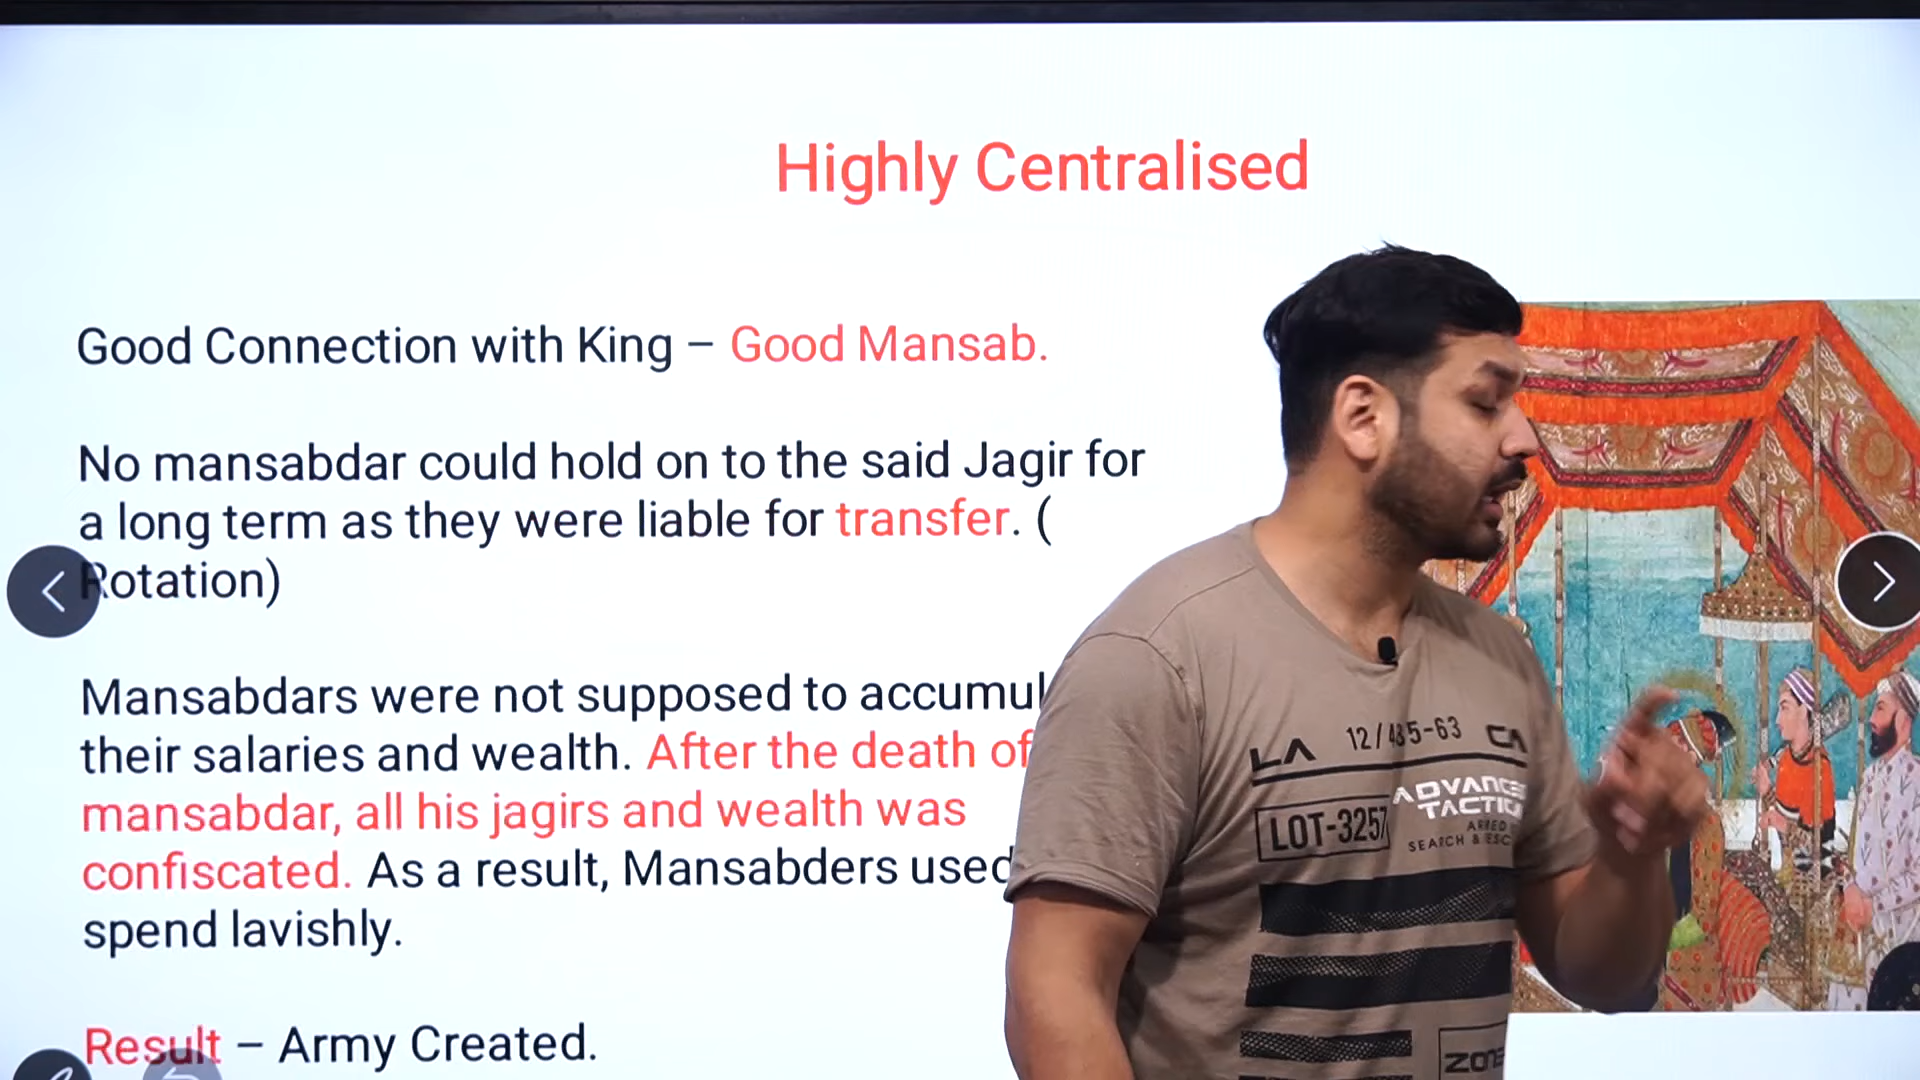 Highly Centralised
Good Connection with King – Good Mansab.
No mansabdar could hold on to the said Jagir for
a long term as they were liable for transfer. (
Rotation)
Mansabdars were not supposed to
their salaries and wealth. After the death of
mansabdar, all his jagirs and wealth was
confiscated. As a result, Mansabders used
spend lavishly.
Result – Army Created.
LA 12/485-63 CA
ADVANCED
TACTIC
LOT-3257
SEARCH &